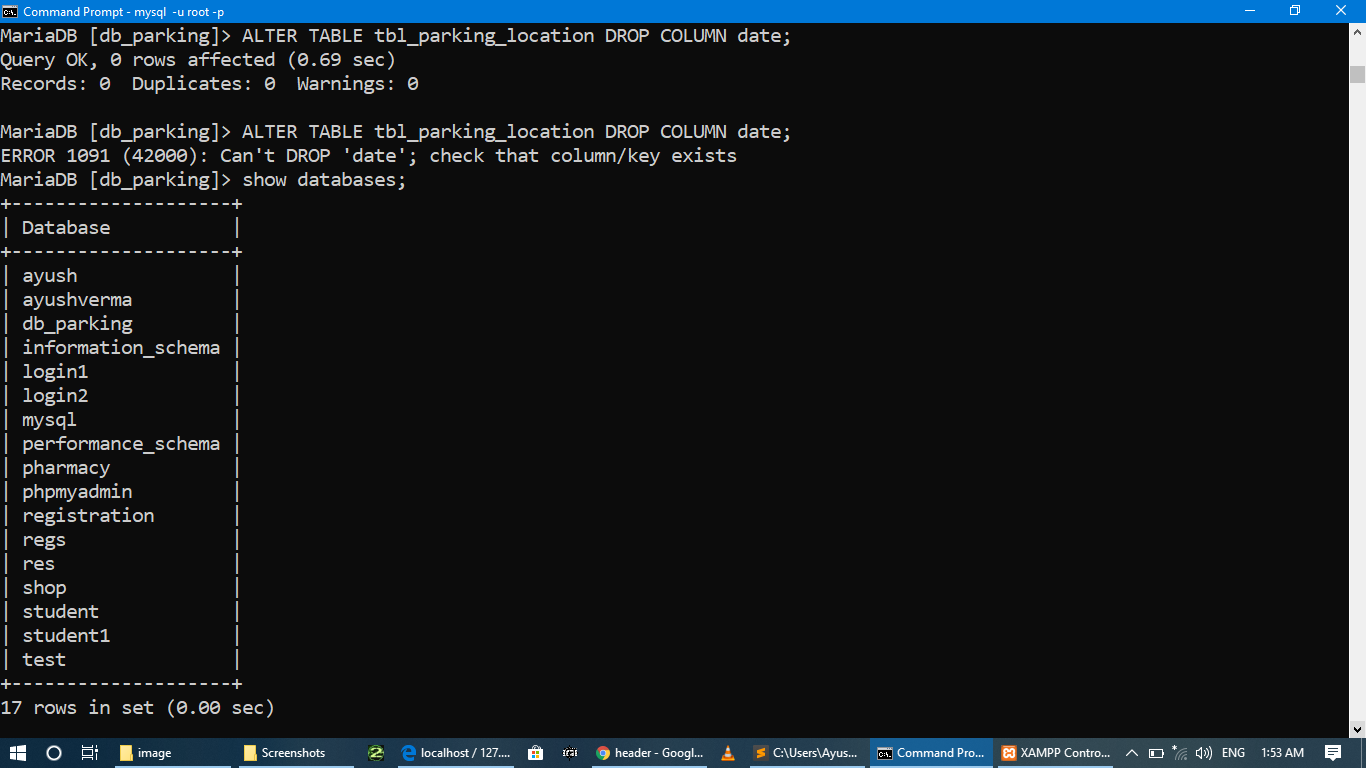 Command Prompt - mysql -u root -p
MariaDB [db_parking]> ALTER TABLE tbl_parking_location DROP COLUMN date;
Query OK, 0 rows affected (0.69 sec)
Records: 0  Duplicates: 0  Warnings: 0
MariaDB [db_parking]> ALTER TABLE tbl_parking_location DROP COLUMN date;
ERROR 1091 (42000): Can't DROP 'date'; check that column/key exists
MariaDB [db_parking]> show databases;
+--------------------+
| Database           |
+--------------------+
| ayush              |
| ayushverma         |
| db_parking         |
| information_schema |
| login1             |
| login2             |
| mysql              |
| performance_schema |
| pharmacy           |
| phpmyadmin         |
| registration       |
| regs               |
| res                |
| shop               |
| student            |
| student1           |
| test               |
+--------------------+
17 rows in set (0.00 sec)
image Screenshots localhost / 127.... header - Googl... C:\Users\Ayus... Command Pro... XAMPP Contro... ENG 1:53 AM